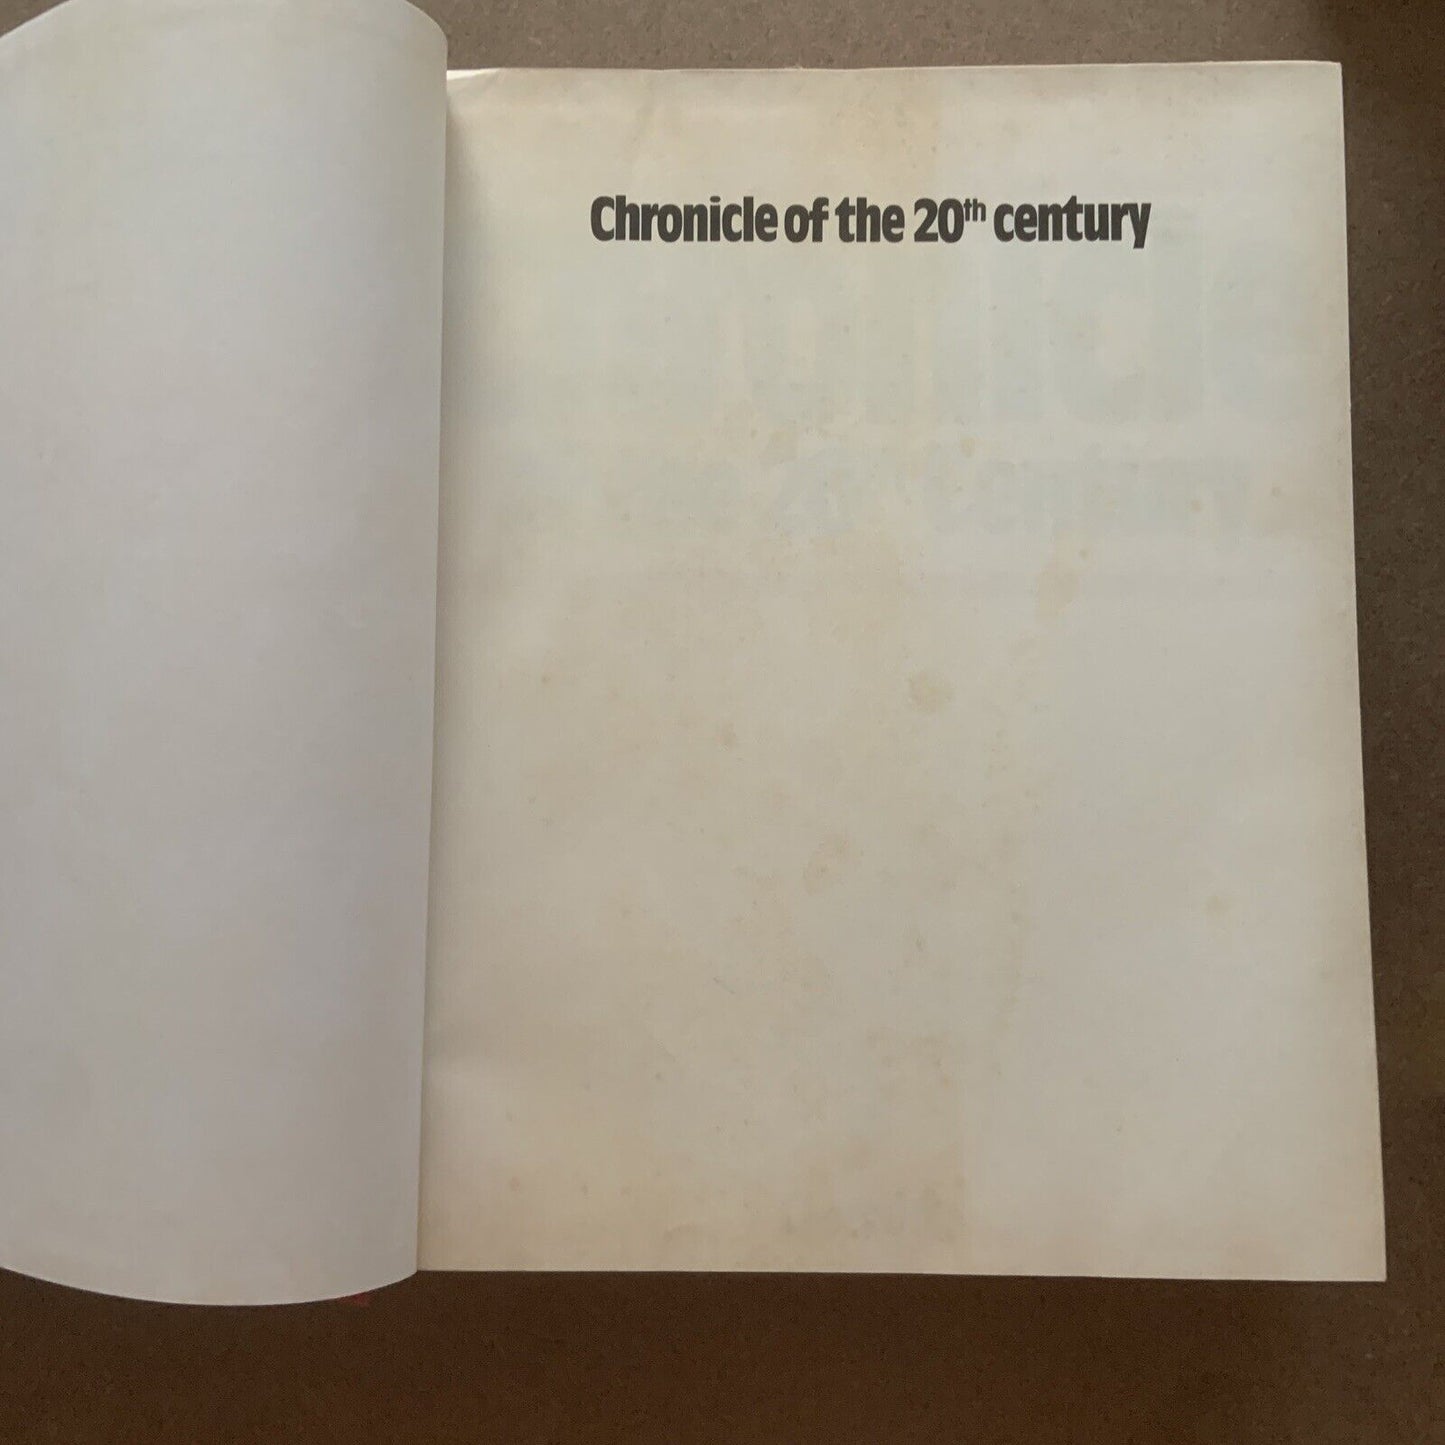 Chronicle of the 20th century